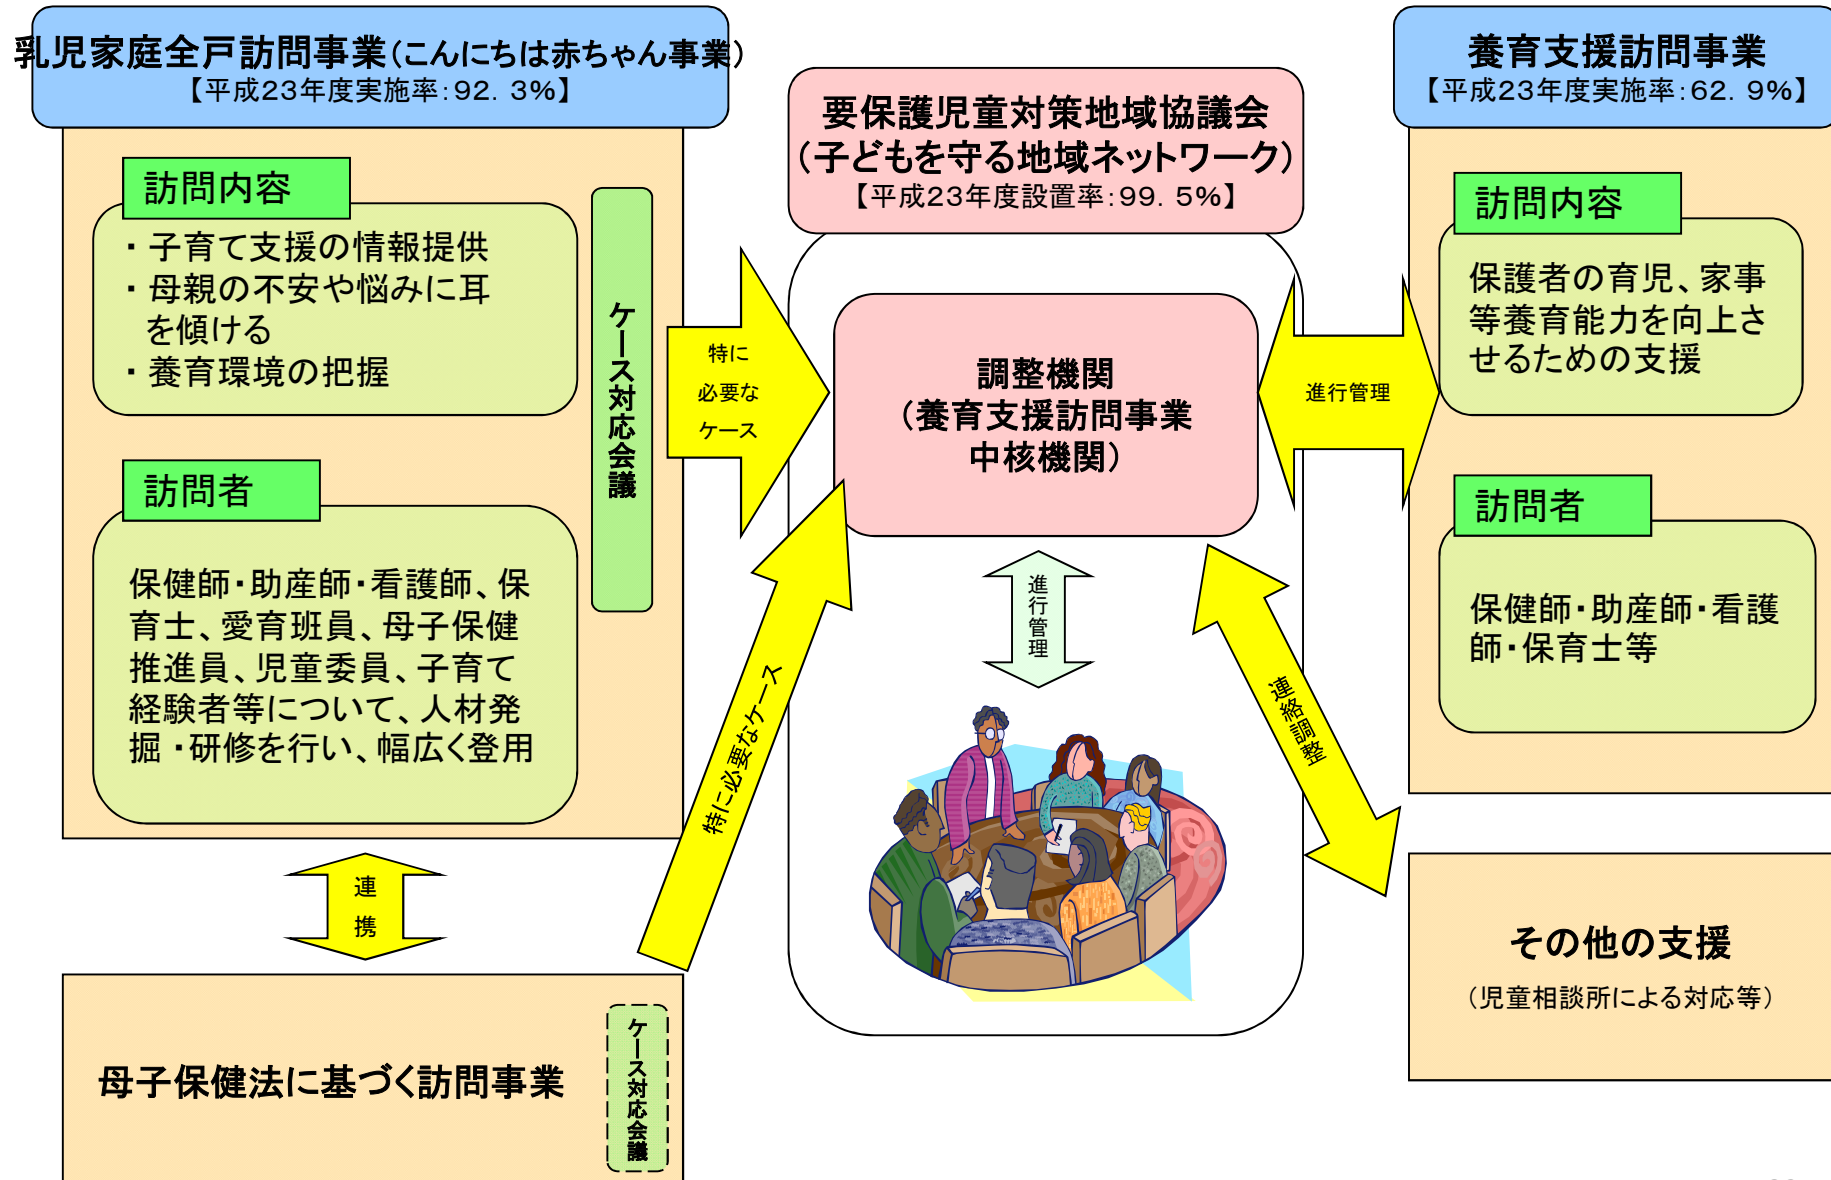 乳児家庭全戸訪問事業（こんにちは赤ちゃん事業）
【平成23年度実施率：92．3％】
訪問内容
・子育て支援の情報提供
・母親の不安や悩みに耳
を傾ける
・養育環境の把握
訪問者
保健師・助産師・看護師、保
育士、愛育班員、母子保健
推進員、児童委員、子育て
経験者等について、人材発
掘・研修を行い、幅広く登用
ケース対応会議
連
携
母子保健法に基づく訪問事業
ケース対応会議
特に
必要な
ケース
特に必要なケース
要保護児童対策地域協議会
（子どもを守る地域ネットワーク）
【平成23年度設置率：99．5％】
調整機関
（養育支援訪問事業
中核機関）
進行管理
進行管理
連絡調整
養育支援訪問事業
【平成23年度実施率：62．9％】
訪問内容
保護者の育児、家事
等養育能力を向上さ
せるための支援
訪問者
保健師・助産師・看護
師・保育士等
その他の支援
（児童相談所による対応等）